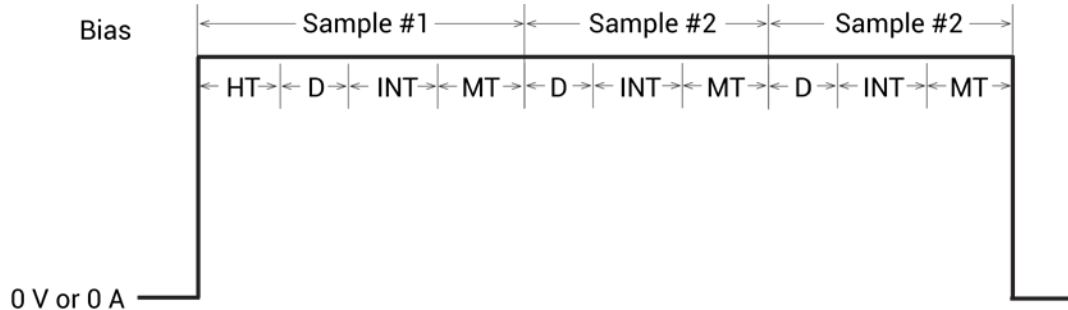 Bias
Sample #1 Sample #2 Sample #2
HT D INT MT D INT MT D INT MT
0 V or 0 A